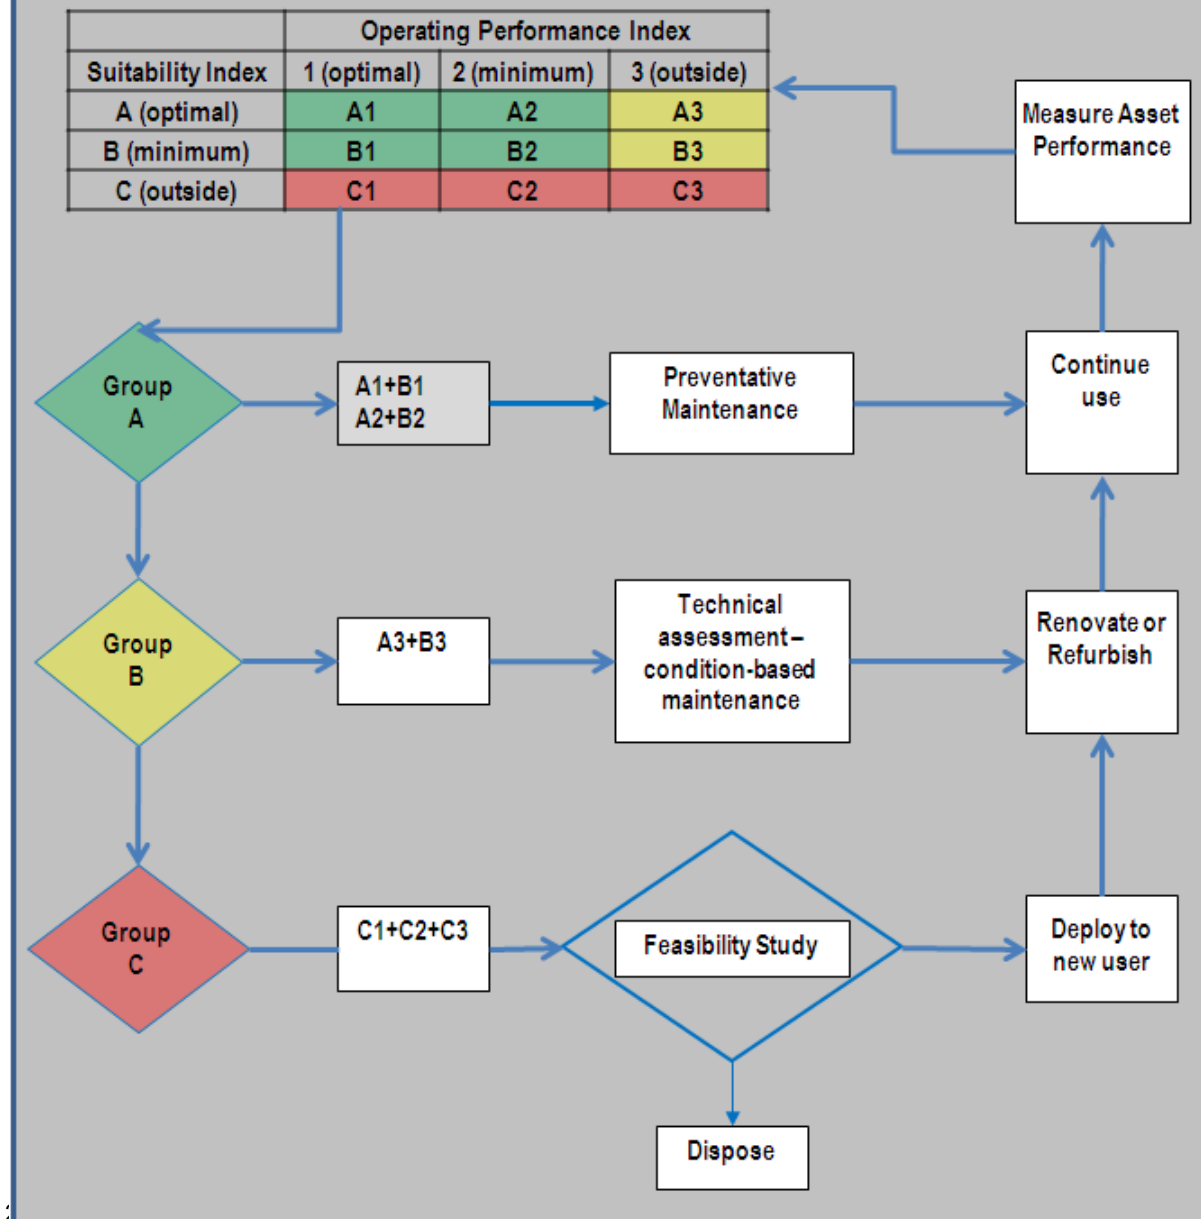 Operating Performance Index
Suitability Index 1 (optimal) 2 (minimum) 3 (outside)
A (optimal) A1 A2 A3
B (minimum) B1 B2 B3
C (outside) C1 C2 C3
Measure Asset
Performance
Group
A
A1+B1
A2+B2
Preventative
Maintenance
Continue
use
Group
B
A3+B3
Technical
assessment –
condition-based
maintenance
Renovate or
Refurbish
Group
C
C1+C2+C3
Feasibility Study
Deploy to
new user
Dispose